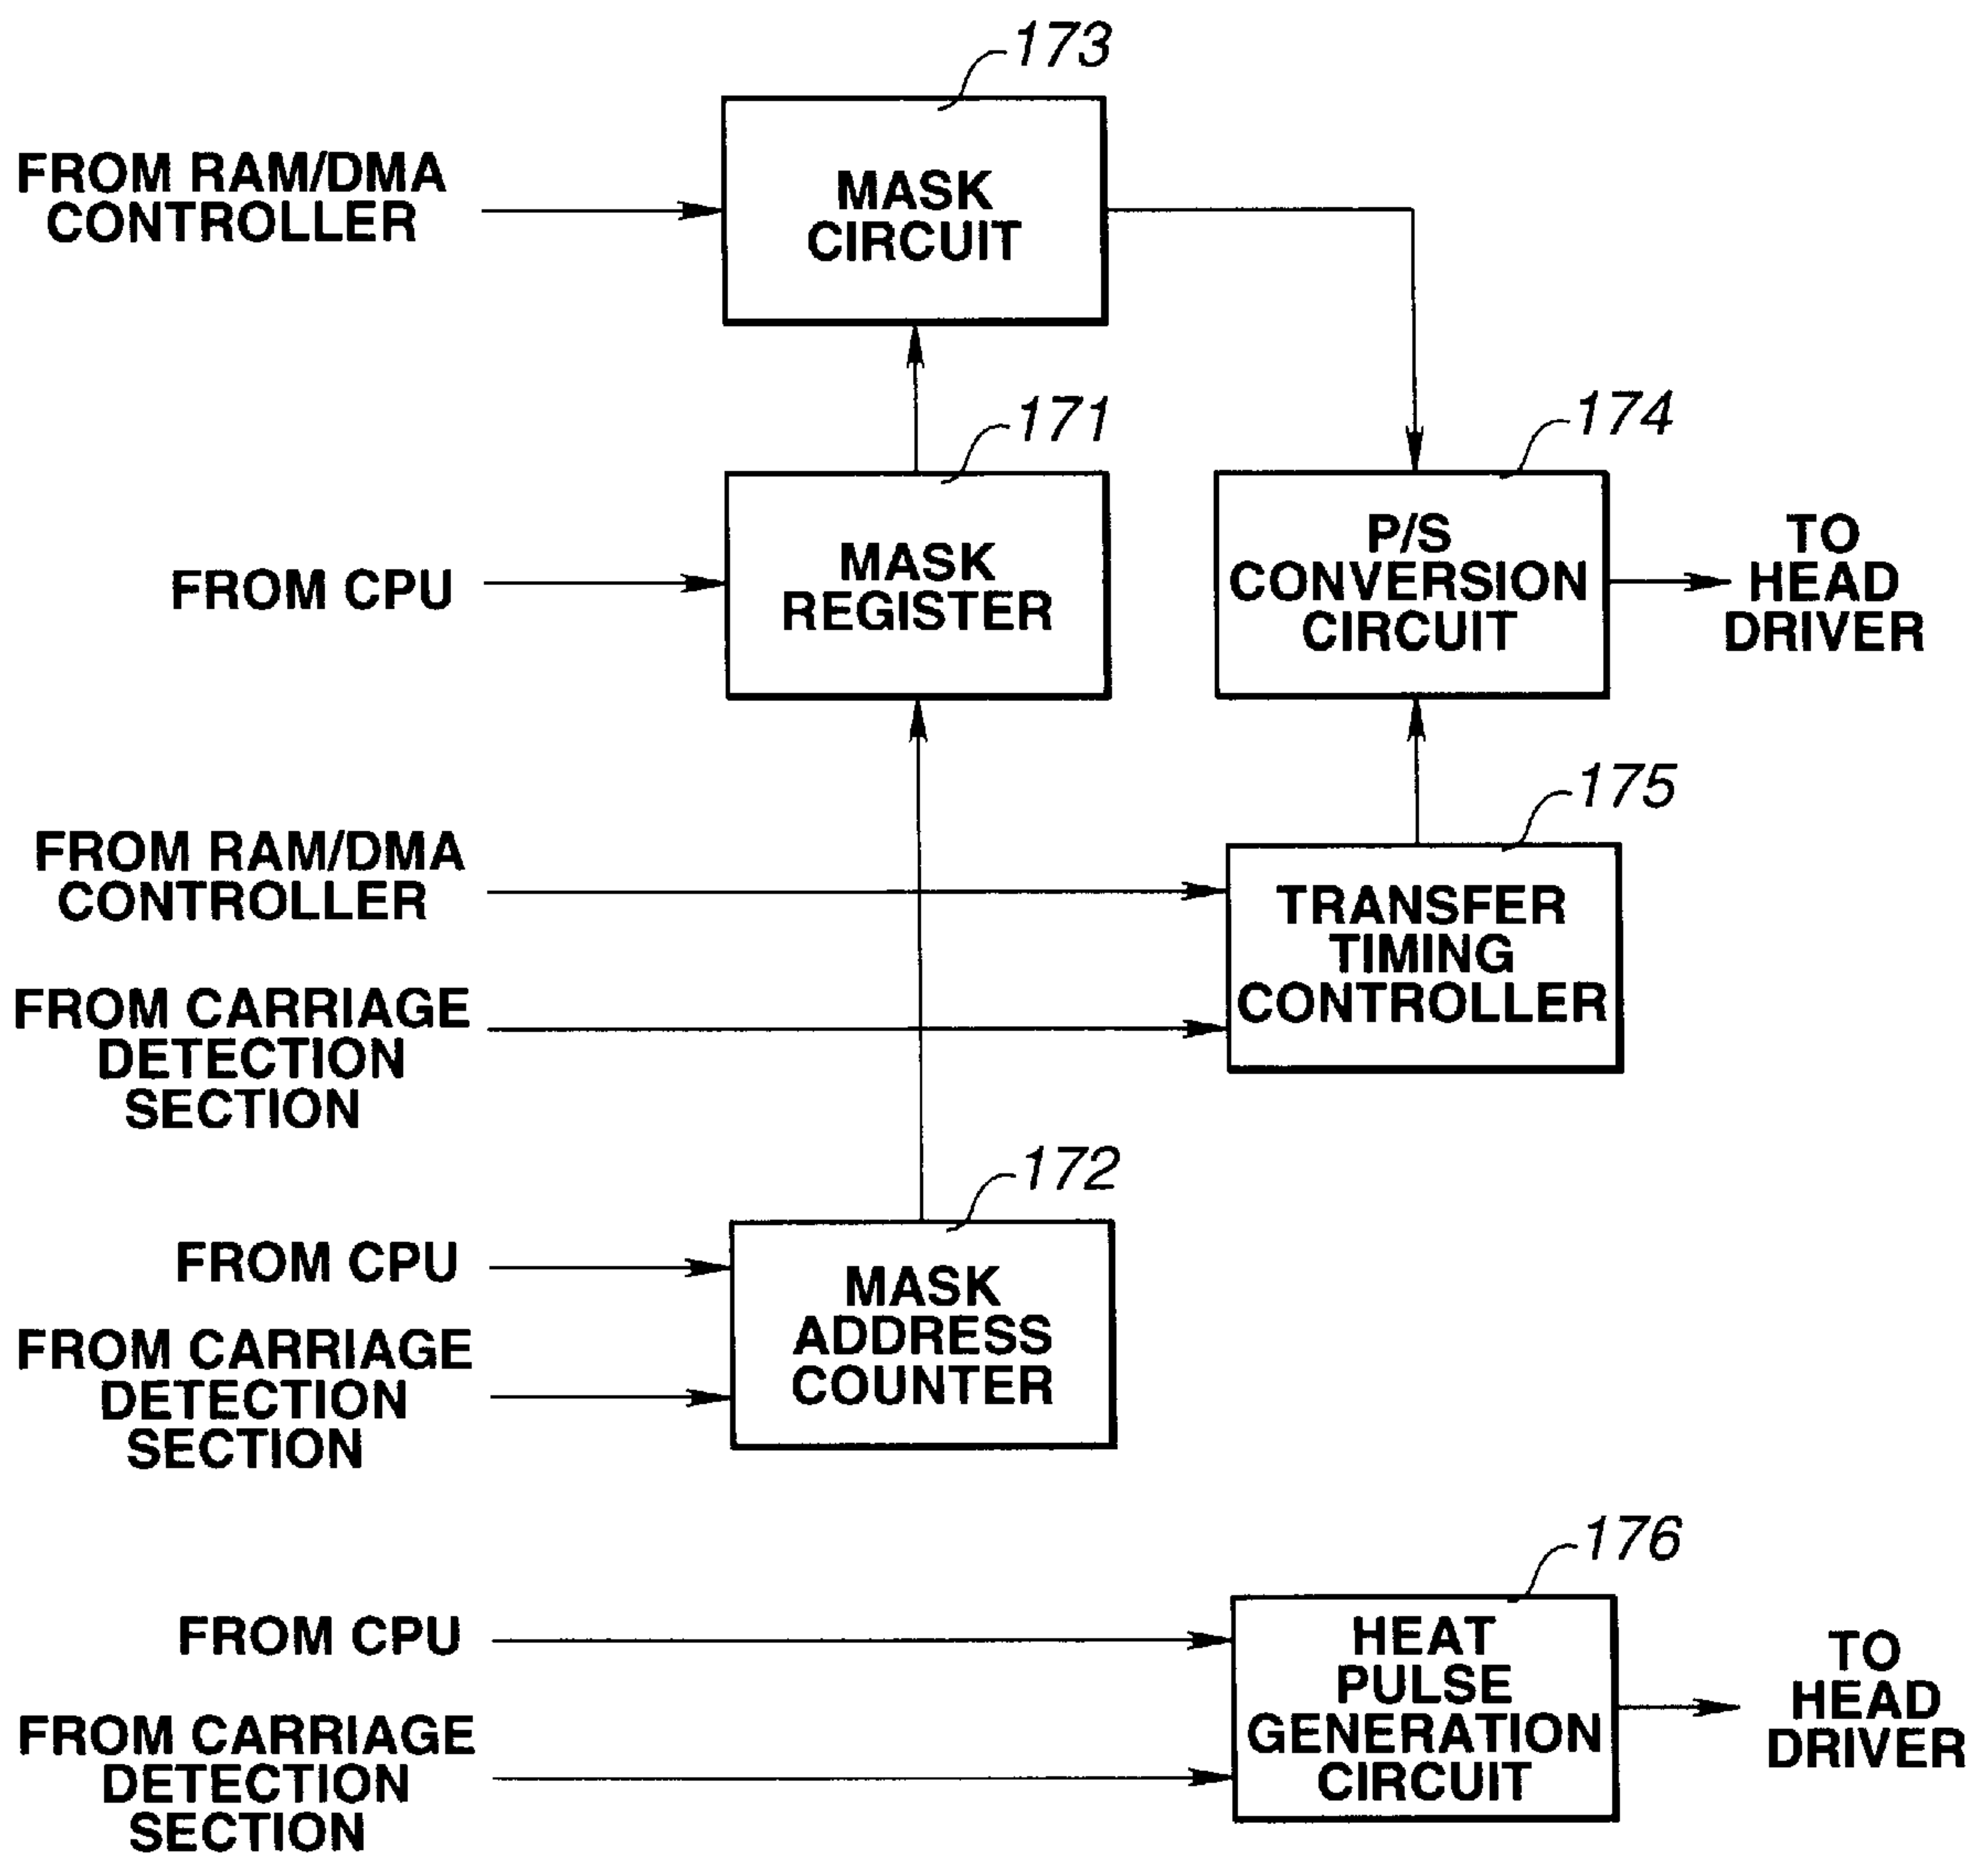 173
FROM RAM/DMA
CONTROLLER
MASK
CIRCUIT
171
174
FROM CPU
MASK
REGISTER
P/S
CONVERSION
CIRCUIT
TO
HEAD
DRIVER
175
FROM RAM/DMA
CONTROLLER
TRANSFER
TIMING
CONTROLLER
FROM CARRIAGE
DETECTION
SECTION
172
FROM CPU
FROM CARRIAGE
DETECTION
SECTION
MASK
ADDRESS
COUNTER
176
FROM CPU
FROM CARRIAGE
DETECTION
SECTION
HEAT
PULSE
GENERATION
CIRCUIT
TO
HEAD
DRIVER